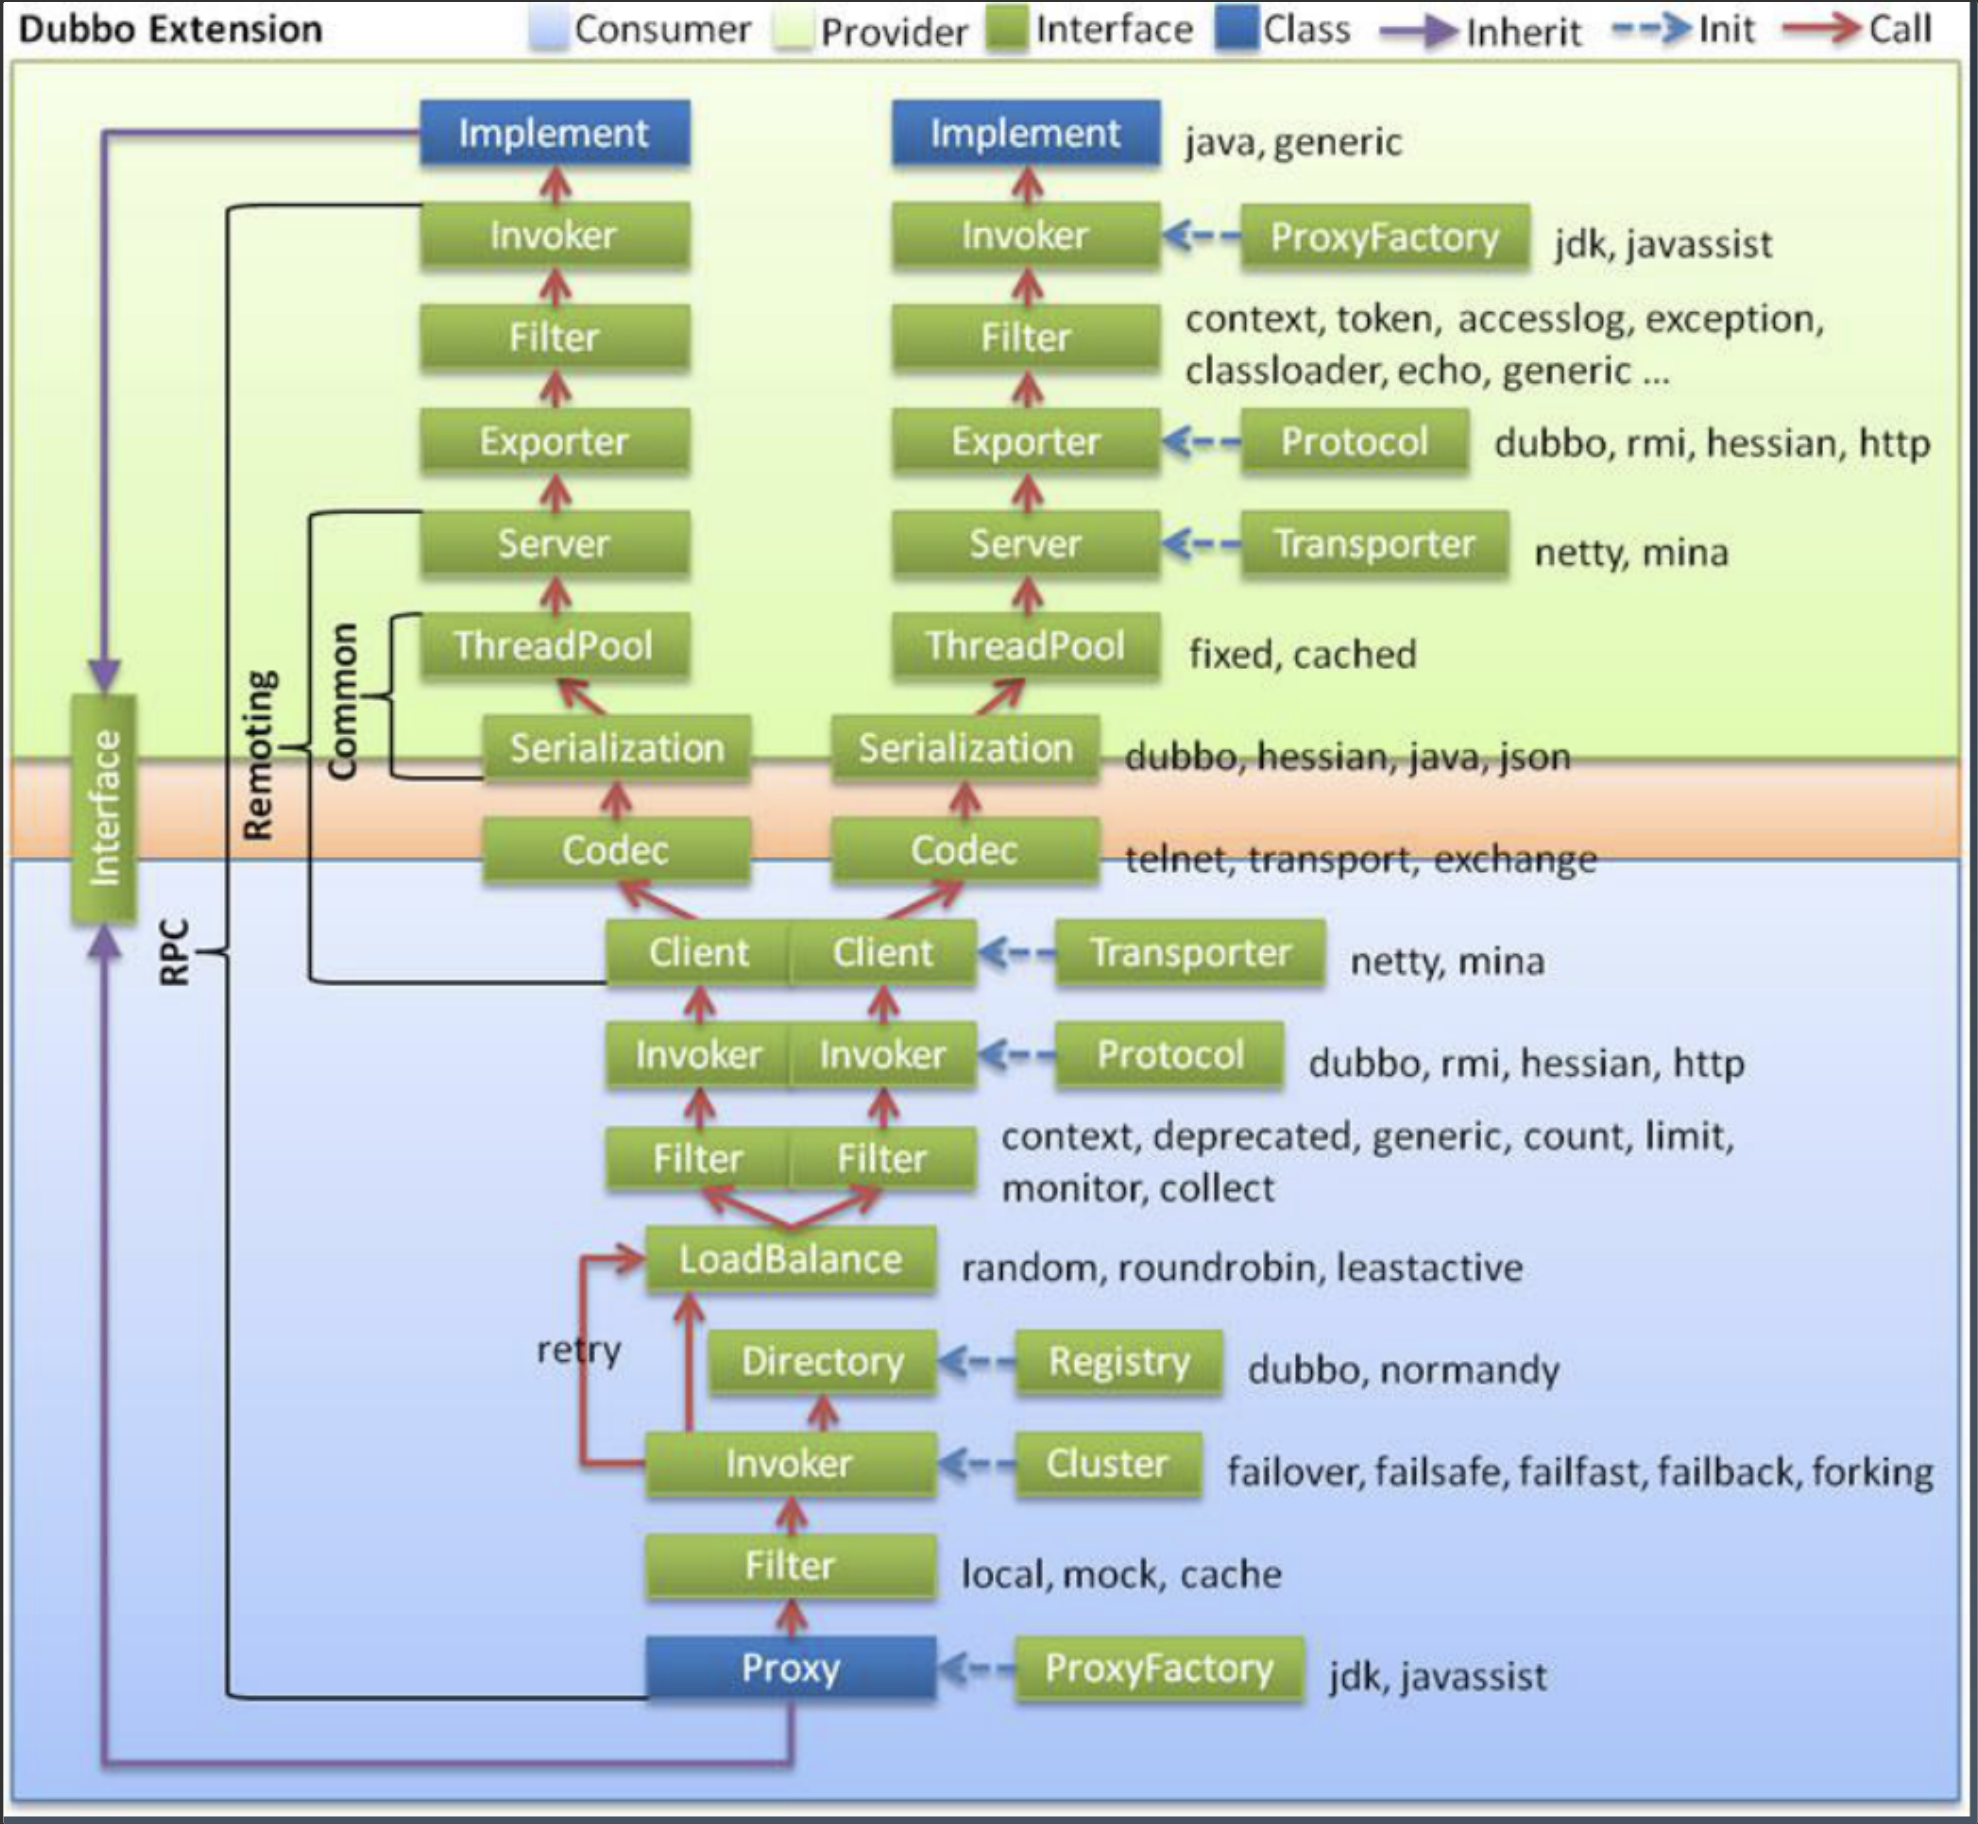 Dubbo Extension
Consumer
Provider
Interface
Class
Inherit
Init
Call
Implement
Implement
java, generic
Invoker
Invoker
ProxyFactory
jdk, javassist
Filter
Filter
context, token, accesslog, exception,
classloader, echo, generic ...
Exporter
Exporter
Protocol
dubbo, rmi, hessian, http
Server
Server
Transporter
netty, mina
ThreadPool
ThreadPool
fixed, cached
Common
Remoting
Serialization
Serialization
dubbo, hessian, java, json
Interface
Codec
Codec
telnet, transport, exchange
RPC
Client
Client
Transporter
netty, mina
Invoker
Invoker
Protocol
dubbo, rmi, hessian, http
Filter
Filter
context, deprecated, generic, count, limit,
monitor, collect
LoadBalance
random, roundrobin, leastactive
retry
Directory
Registry
dubbo, normandy
Invoker
Cluster
failover, failsafe, failfast, failback, forking
Filter
local, mock, cache
Proxy
ProxyFactory
jdk, javassist